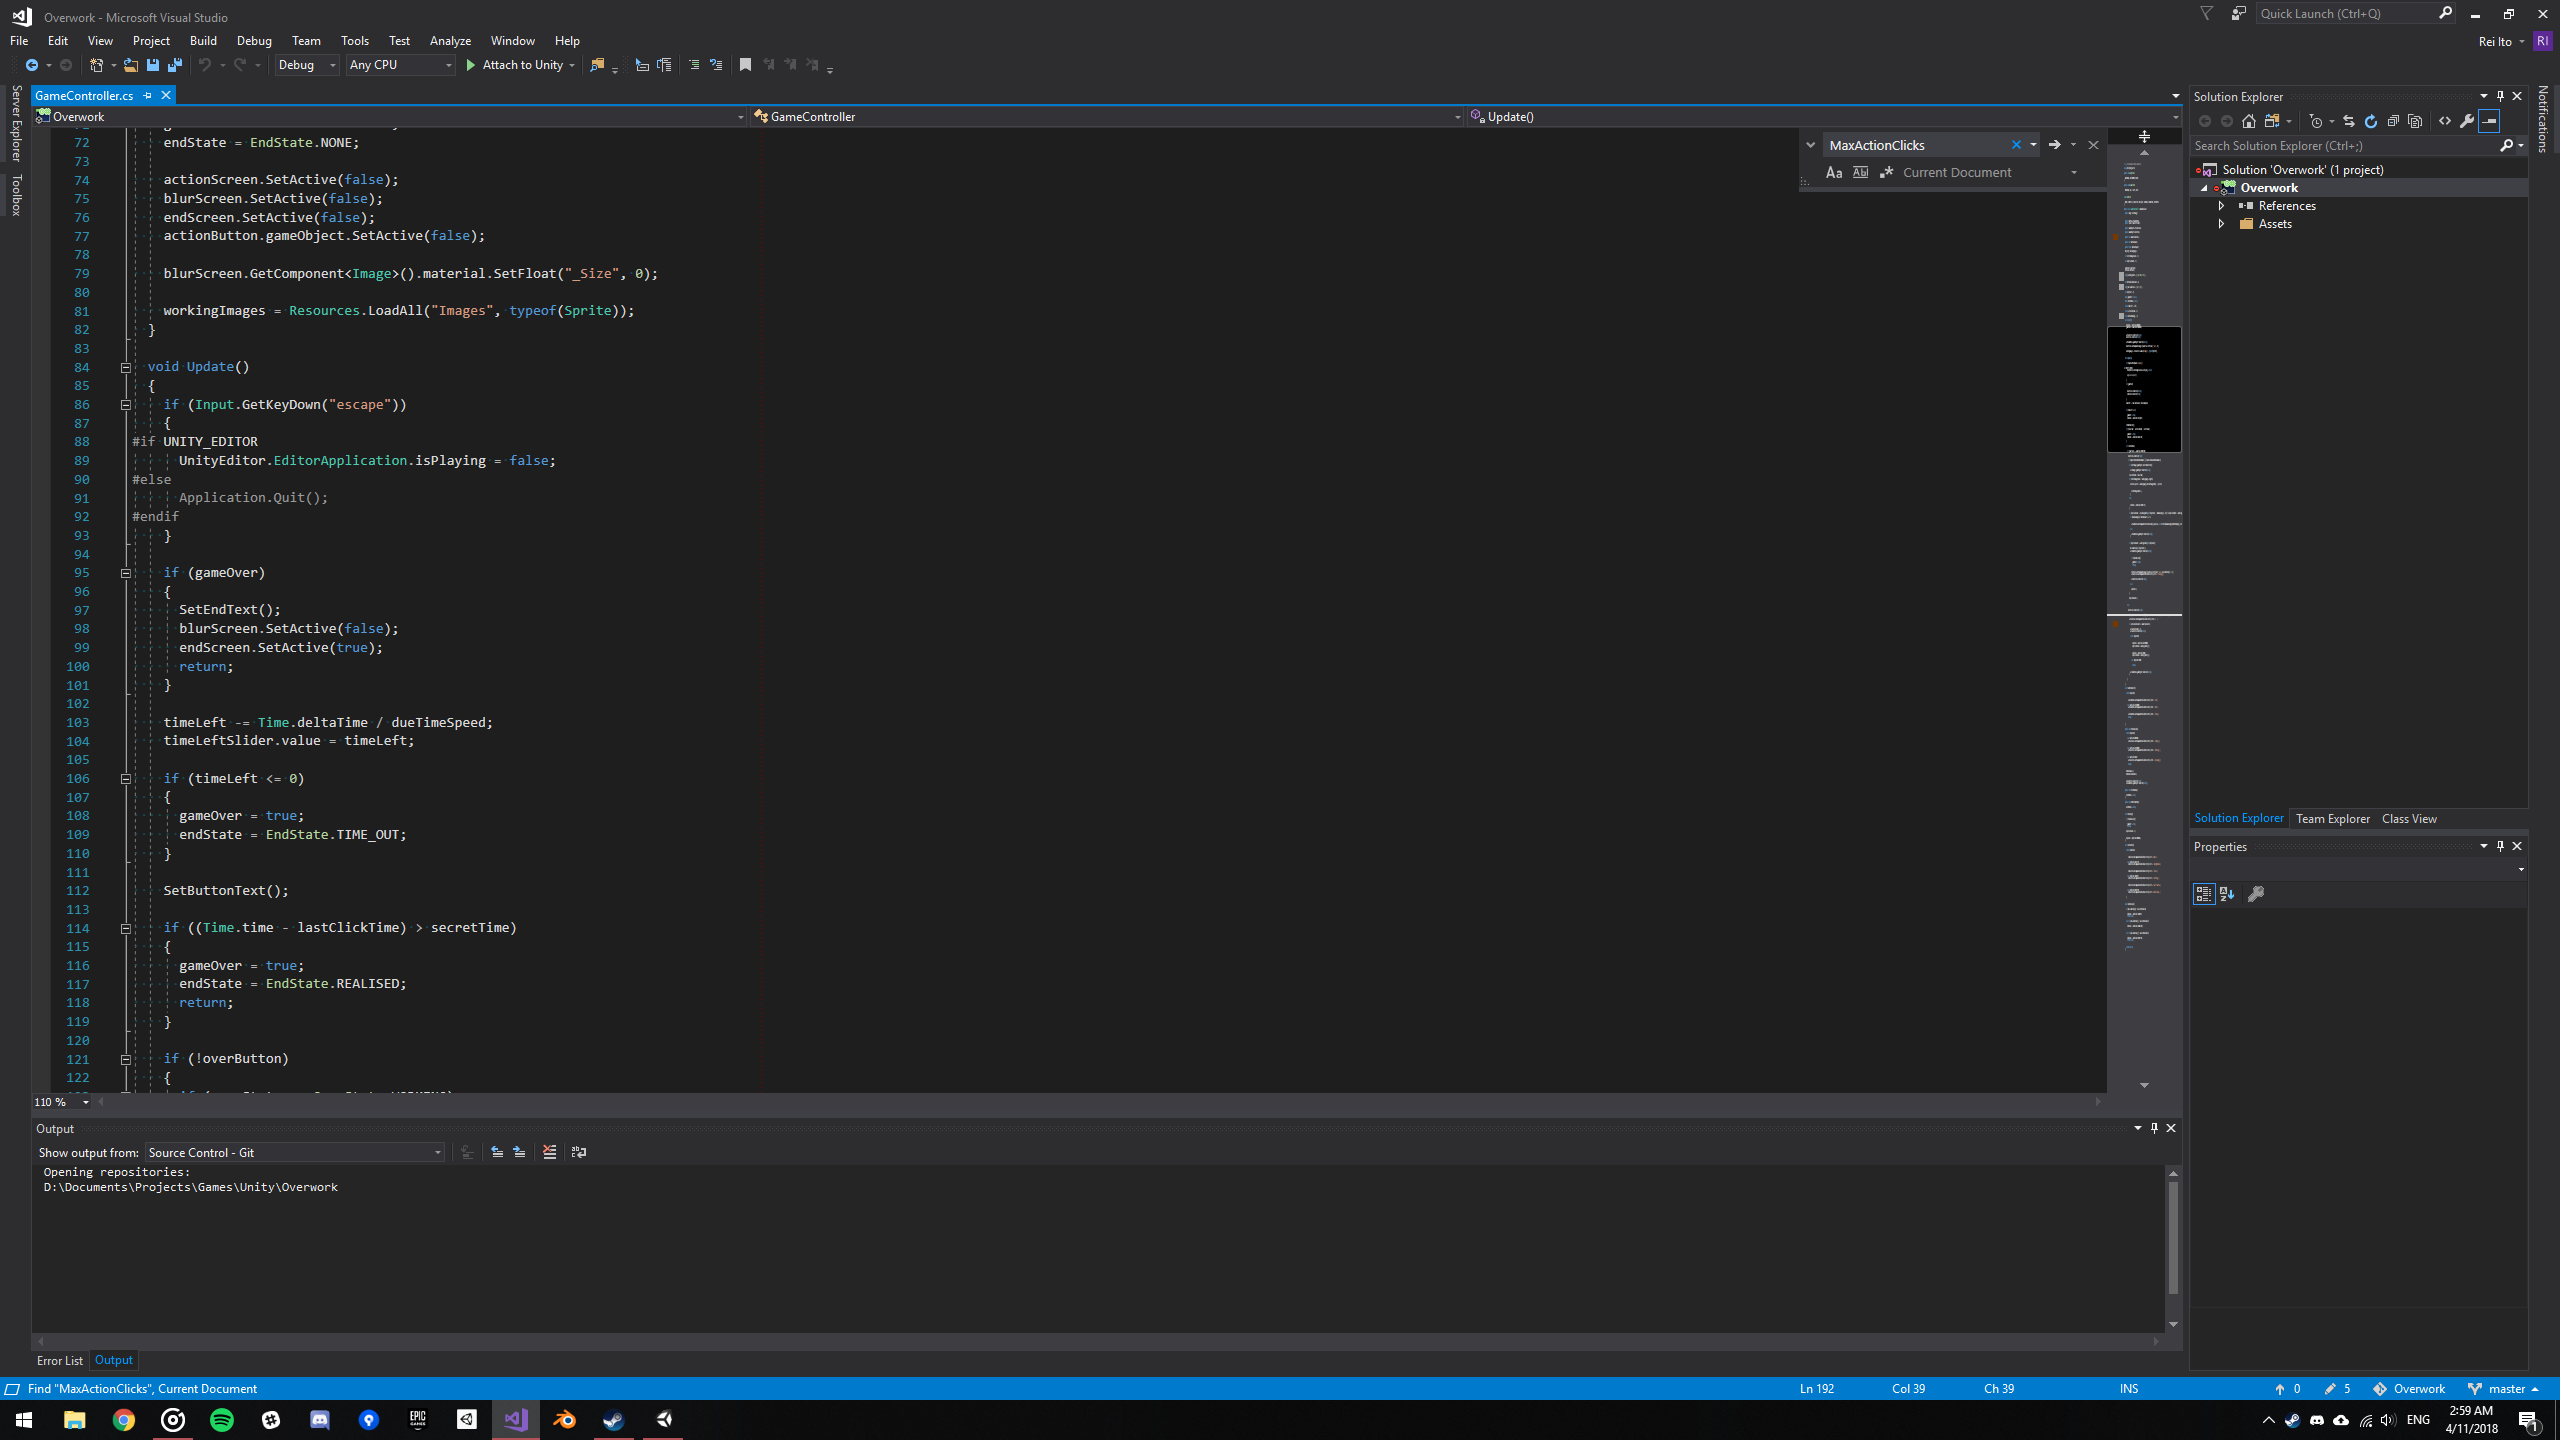 Overwork - Microsoft Visual Studio
Quick Launch (Ctrl+Q)
File Edit View Project Build Debug Team Tools Test Analyze Window Help
Rei Ito RI
Debug Any CPU Attach to Unity
Server Explorer
Toolbox
GameController.cs
Overwork GameController Update()
MaxActionClicks
Aa Current Document
72 endState = EndState.NONE;
73
74 actionScreen.SetActive(false);
75 blurScreen.SetActive(false);
76 endScreen.SetActive(false);
77 actionButton.gameObject.SetActive(false);
78
79 blurScreen.GetComponent<Image>().material.SetFloat("_Size", 0);
80
81 workingImages = Resources.LoadAll("Images", typeof(Sprite));
82 }
83
84 void Update()
85 {
86 if (Input.GetKeyDown("escape"))
87 {
88 #if UNITY_EDITOR
89 UnityEditor.EditorApplication.isPlaying = false;
90 #else
91 Application.Quit();
92 #endif
93 }
94
95 if (gameOver)
96 {
97 SetEndText();
98 blurScreen.SetActive(false);
99 endScreen.SetActive(true);
100 return;
101 }
102
103 timeLeft -= Time.deltaTime / dueTimeSpeed;
104 timeLeftSlider.value = timeLeft;
105
106 if (timeLeft <= 0)
107 {
108 gameOver = true;
109 endState = EndState.TIME_OUT;
110 }
111
112 SetButtonText();
113
114 if ((Time.time - lastClickTime) > secretTime)
115 {
116 gameOver = true;
117 endState = EndState.REALISED;
118 return;
119 }
120
121 if (!overButton)
122 {
110 %
Output
Show output from: Source Control - Git
Opening repositories:
D:\Documents\Projects\Games\Unity\Overwork
Error List Output
Solution Explorer
Search Solution Explorer (Ctrl+;)
Solution 'Overwork' (1 project)
Overwork
References
Assets
Solution Explorer Team Explorer Class View
Properties
Notifications
Find "MaxActionClicks", Current Document
Ln 192 Col 39 Ch 39 INS 0 5 Overwork master
EPIC GAMES
ENG
2:59 AM
4/11/2018
1